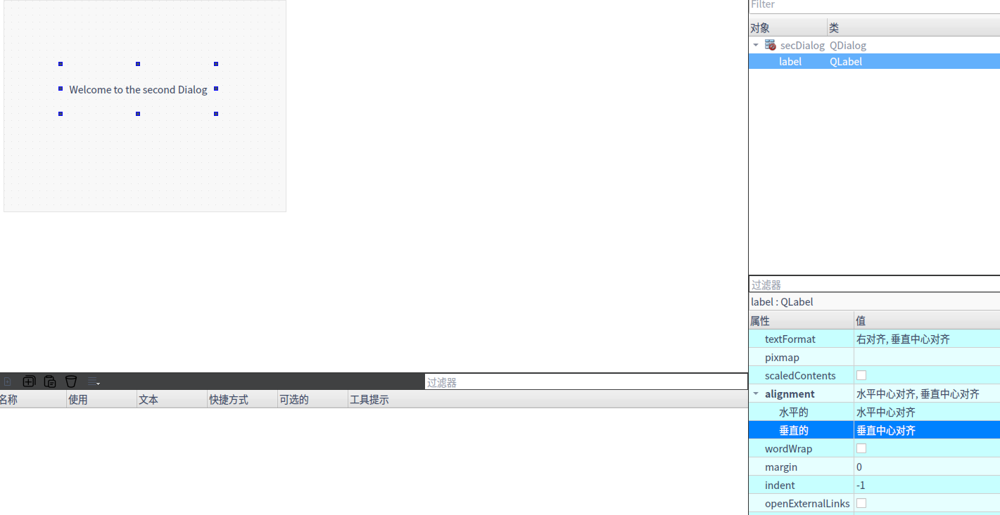 Filter
对象 类
secDialog QDialog
label QLabel
Welcome to the second Dialog
过滤器
label : QLabel
属性 值
textFormat 右对齐, 垂直中心对齐
pixmap
scaledContents
alignment 水平中心对齐, 垂直中心对齐
水平的 水平中心对齐
垂直的 垂直中心对齐
wordWrap
margin 0
indent -1
openExternalLinks
过滤器
名称 使用 文本 快捷方式 可选的 工具提示